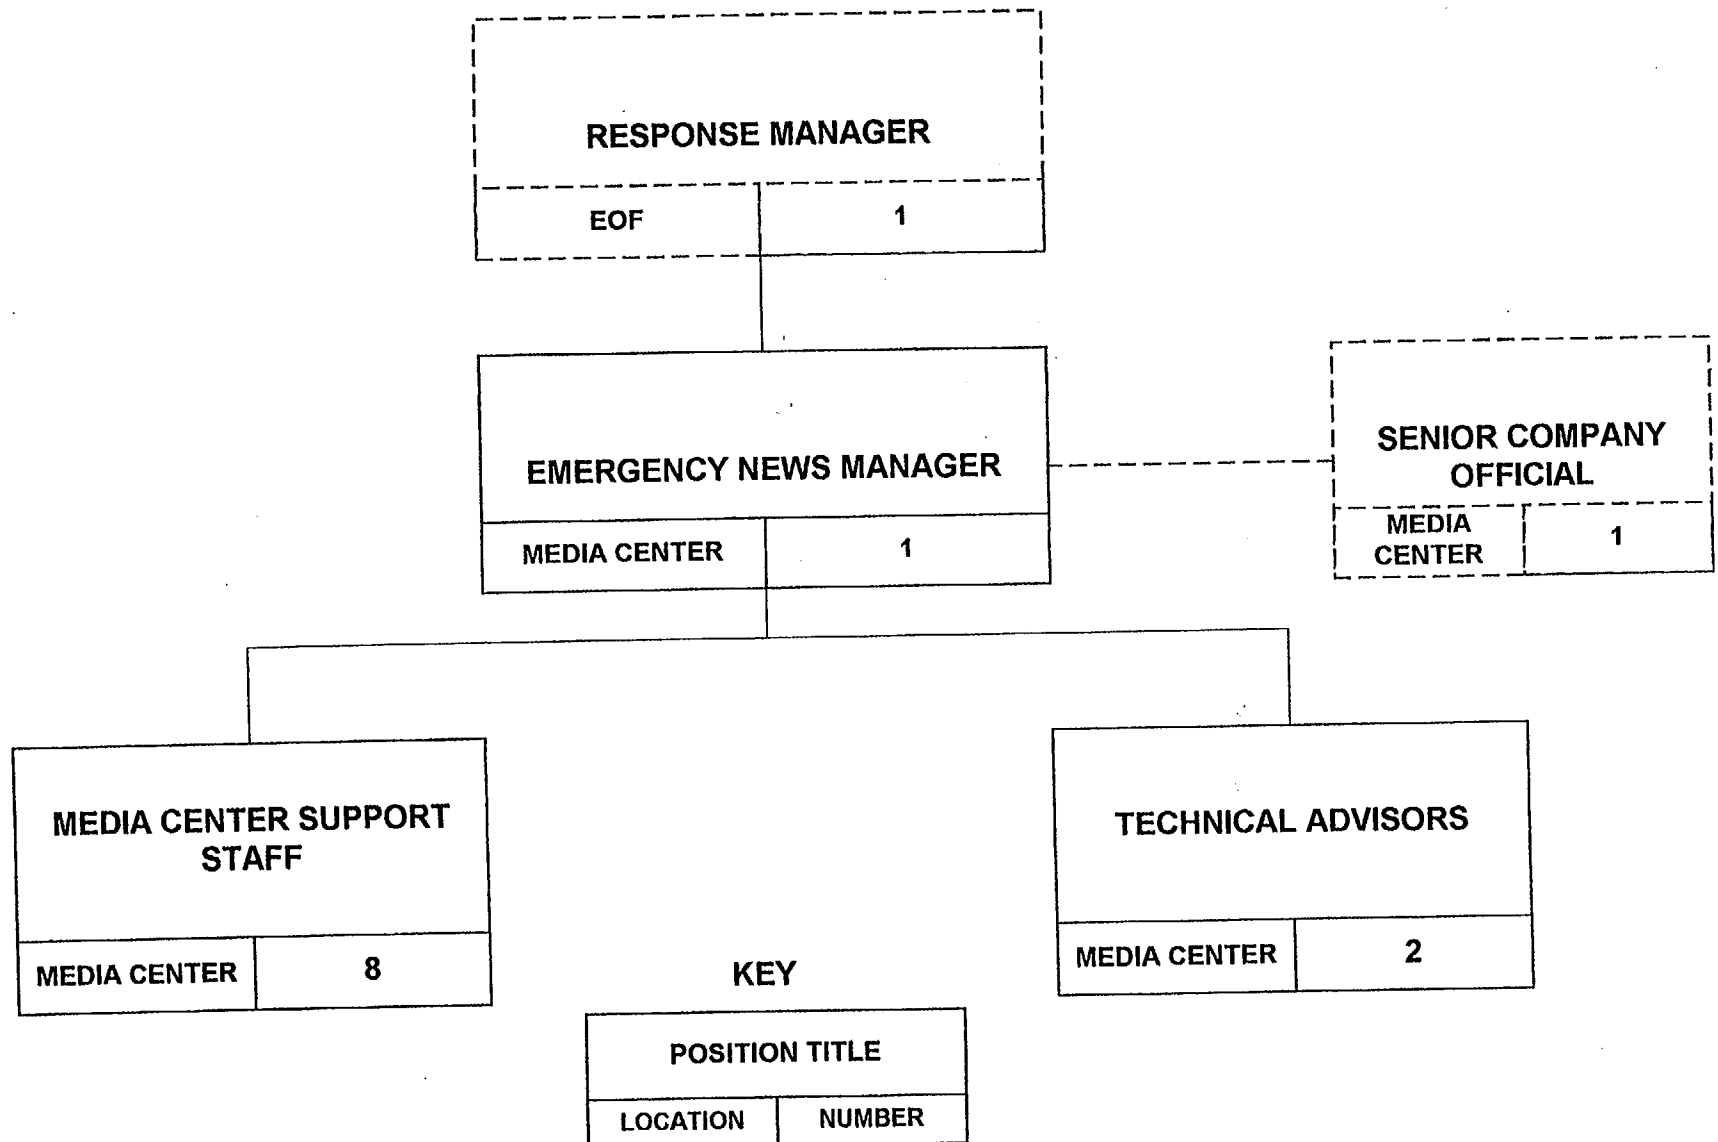 RESPONSE MANAGER
EOF
1
EMERGENCY NEWS MANAGER
MEDIA CENTER
1
SENIOR COMPANY
OFFICIAL
MEDIA
CENTER
1
MEDIA CENTER SUPPORT
STAFF
MEDIA CENTER
8
TECHNICAL ADVISORS
MEDIA CENTER
2
KEY
POSITION TITLE
LOCATION
NUMBER